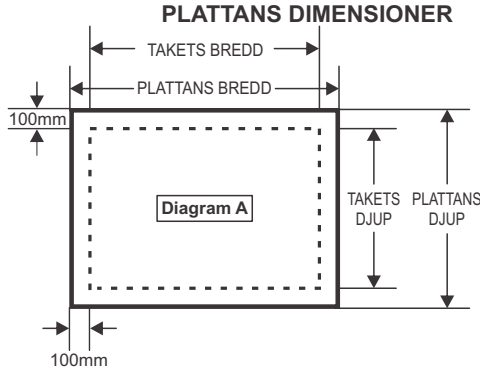 PLATTANS DIMENSIONER
TAKETS BREDD
PLATTANS BREDD
100mm
Diagram A
TAKETS
DJUP
PLATTANS
DJUP
100mm